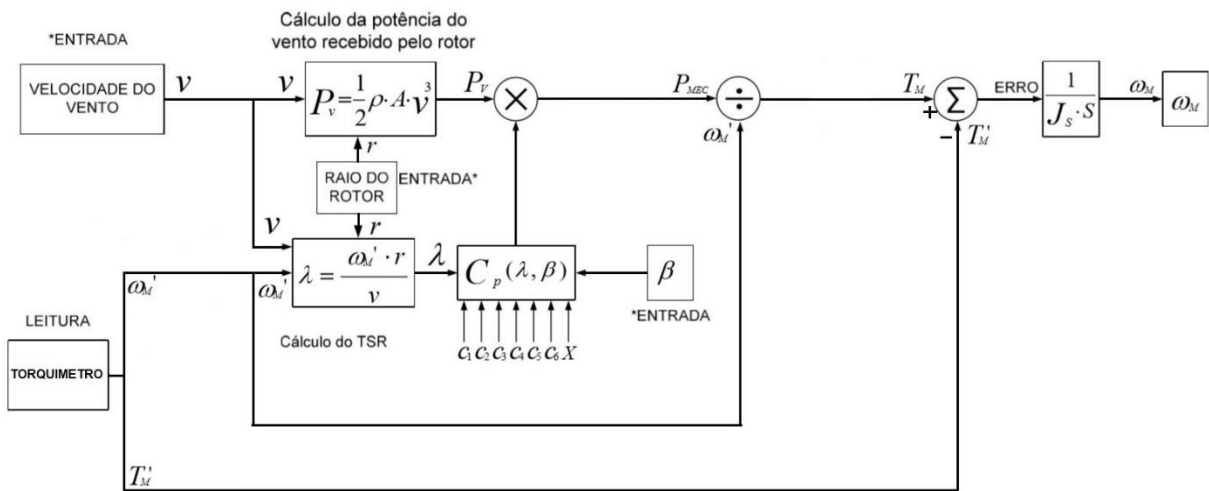 Cálculo da potência do
vento recebido pelo rotor
*ENTRADA
VELOCIDADE DO
VENTO
v
v
P_v = 1/2 ρ·A·v³
P_V
×
P_MEC
÷
ω_M'
T_M
+
Σ
−
T_M'
ERRO
1/(J_S·S)
ω_M
ω_M
r
RAIO DO
ROTOR
ENTRADA*
r
v
λ = (ω_M'·r)/v
λ
C_p(λ,β)
β
*ENTRADA
ω_M'
ω_M'
LEITURA
Cálculo do TSR
c₁ c₂ c₃ c₄ c₅ c₆ X
TORQUIMETRO
T_M'